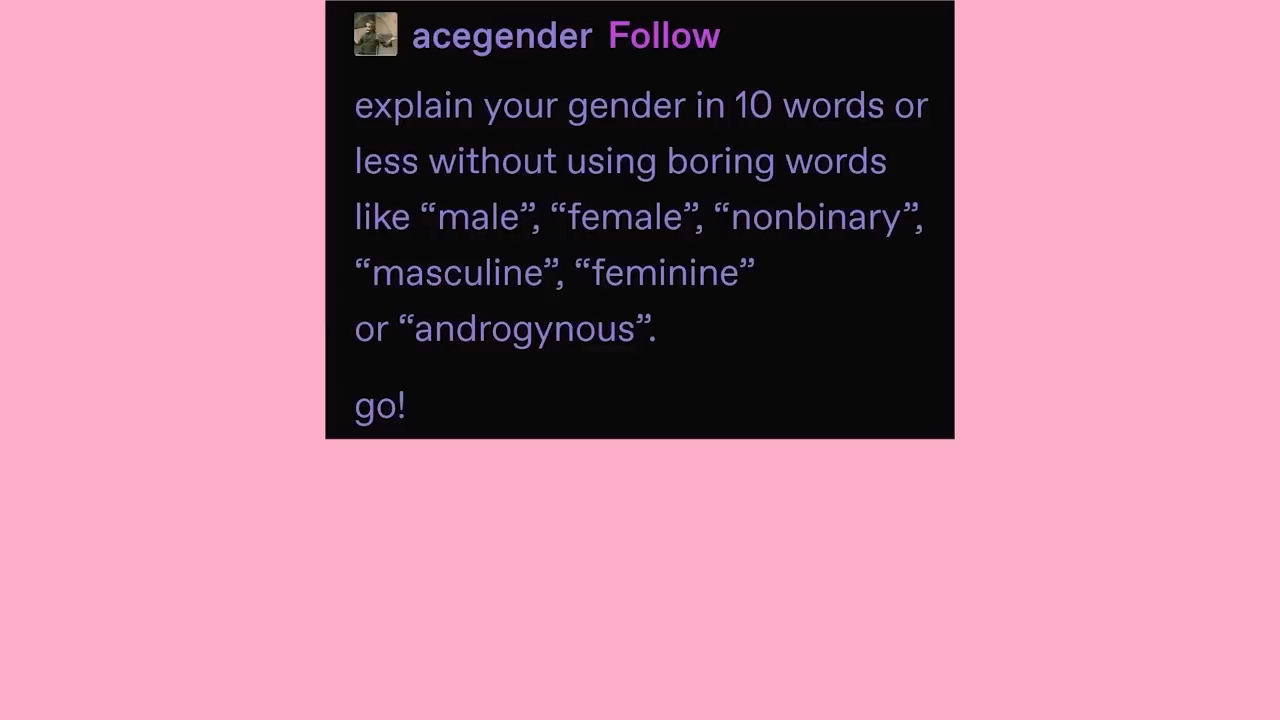 acegender Follow
explain your gender in 10 words or
less without using boring words
like “male”, “female”, “nonbinary”,
“masculine”, “feminine”
or “androgynous”.
go!